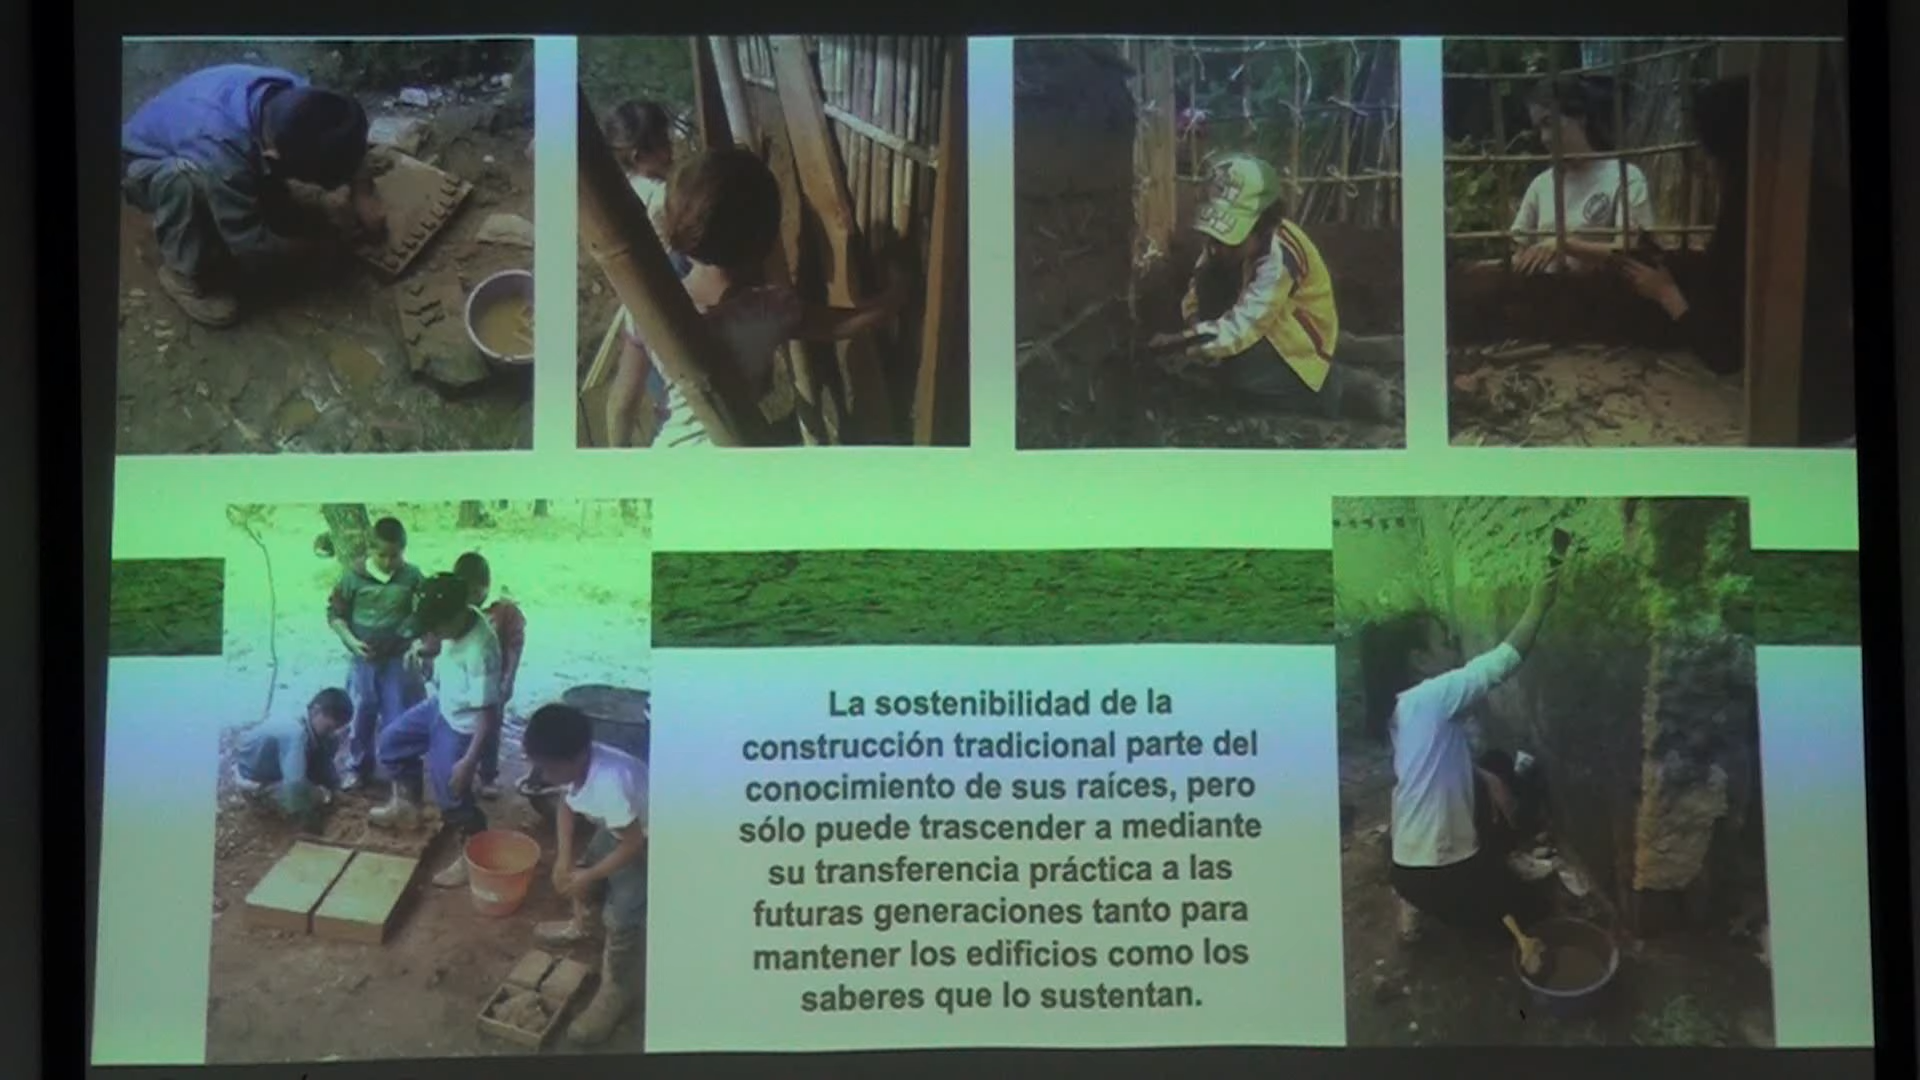 La sostenibilidad de la
construcción tradicional parte del
conocimiento de sus raíces, pero
sólo puede trascender a mediante
su transferencia práctica a las
futuras generaciones tanto para
mantener los edificios como los
saberes que lo sustentan.